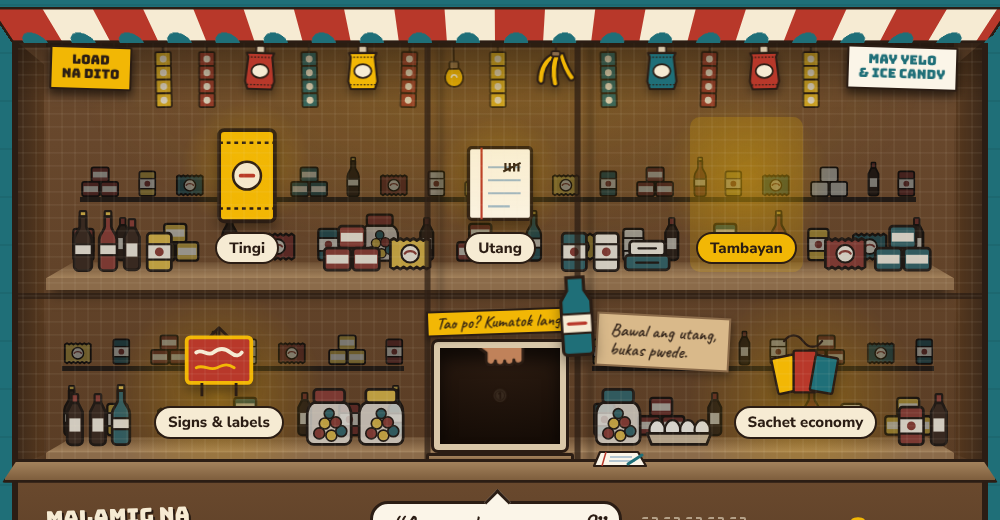 LOAD
NA DITO
MAY YELO
& ICE CANDY
Tingi
Utang
Tambayan
Tao po? Kumatok lang
Bawal ang utang,
bukas pwede.
Signs & labels
Sachet economy
MALAMIG NA